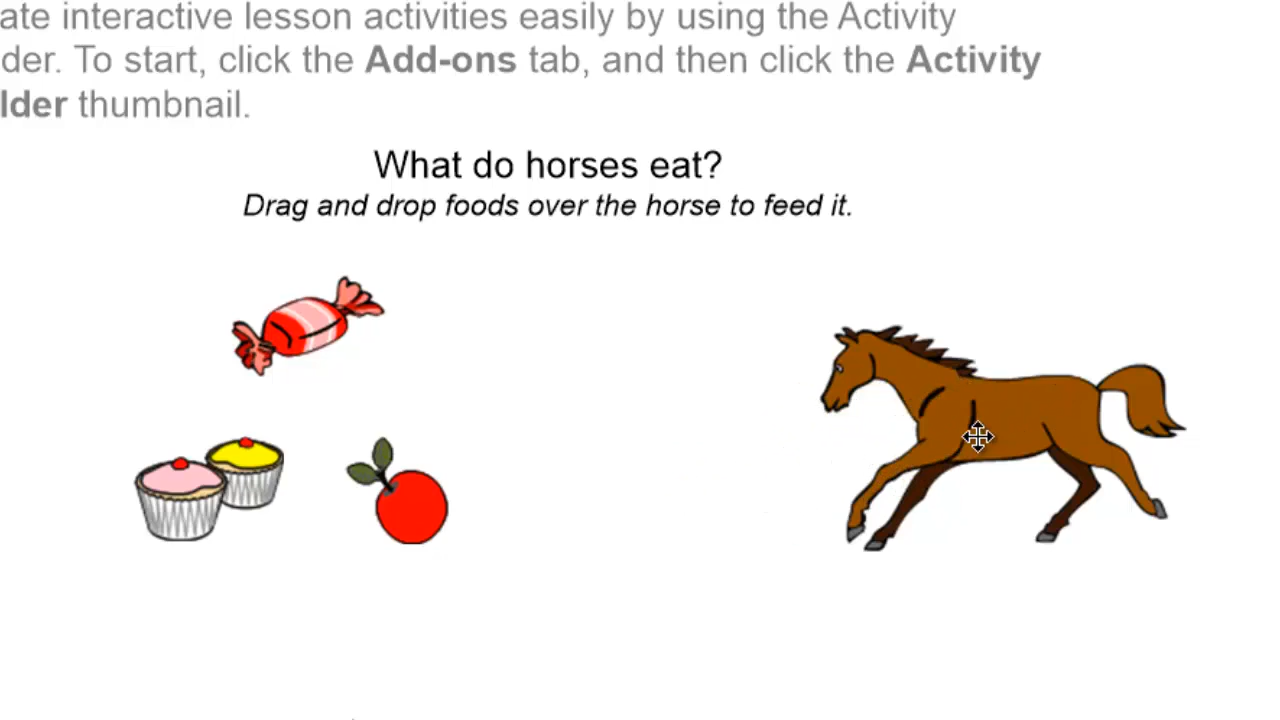 ate interactive lesson activities easily by using the Activity
der. To start, click the Add-ons tab, and then click the Activity
lder thumbnail.
What do horses eat?
Drag and drop foods over the horse to feed it.